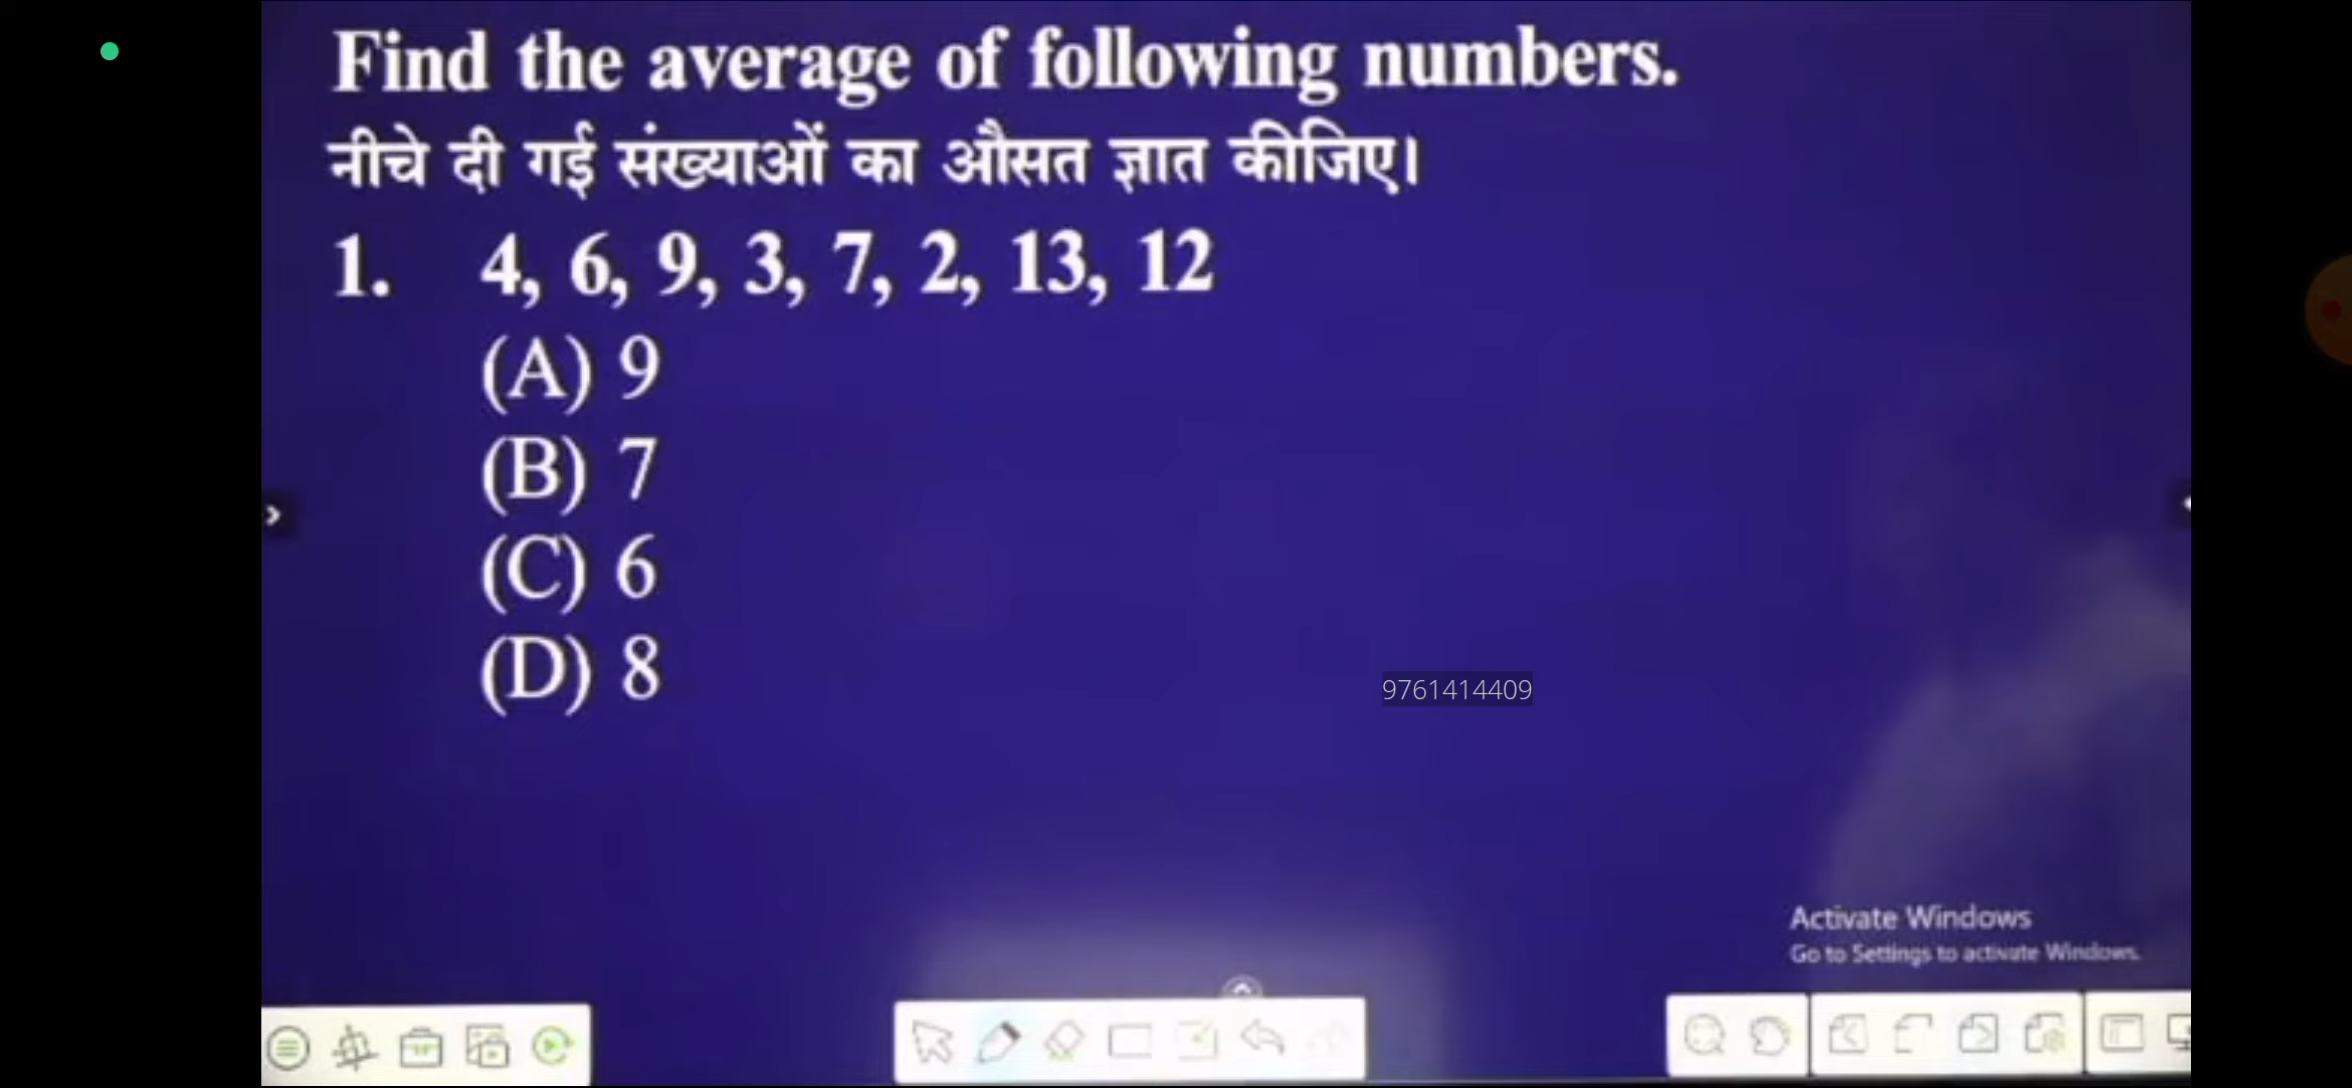 Find the average of following numbers.
नीचे दी गई संख्याओं का औसत ज्ञात कीजिए।
1. 4, 6, 9, 3, 7, 2, 13, 12
(A) 9
(B) 7
(C) 6
(D) 8
9761414409
Activate Windows
Go to Settings to activate Windows.